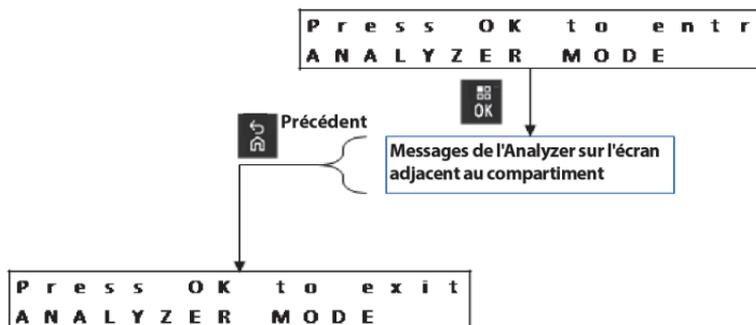 Press OK to entr
ANALYZER MODE
OK
Précédent
Messages de l'Analyzer sur l'écran
adjacent au compartiment
Press OK to exit
ANALYZER MODE